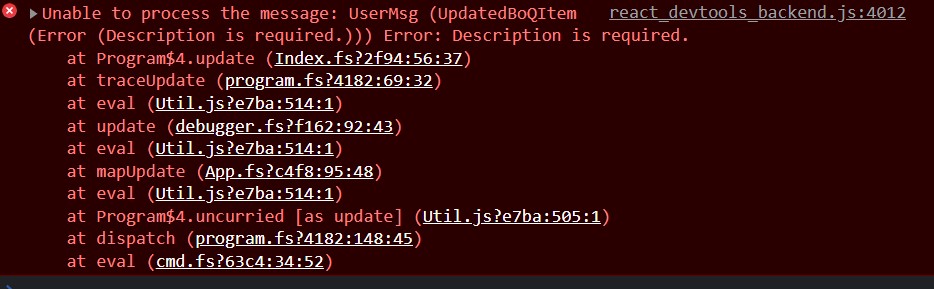 Unable to process the message: UserMsg (UpdatedBoQItem react_devtools_backend.js:4012
(Error (Description is required.))) Error: Description is required.
at Program$4.update (Index.fs?2f94:56:37)
at traceUpdate (program.fs?4182:69:32)
at eval (Util.js?e7ba:514:1)
at update (debugger.fs?f162:92:43)
at eval (Util.js?e7ba:514:1)
at mapUpdate (App.fs?c4f8:95:48)
at eval (Util.js?e7ba:514:1)
at Program$4.uncurried [as update] (Util.js?e7ba:505:1)
at dispatch (program.fs?4182:148:45)
at eval (cmd.fs?63c4:34:52)